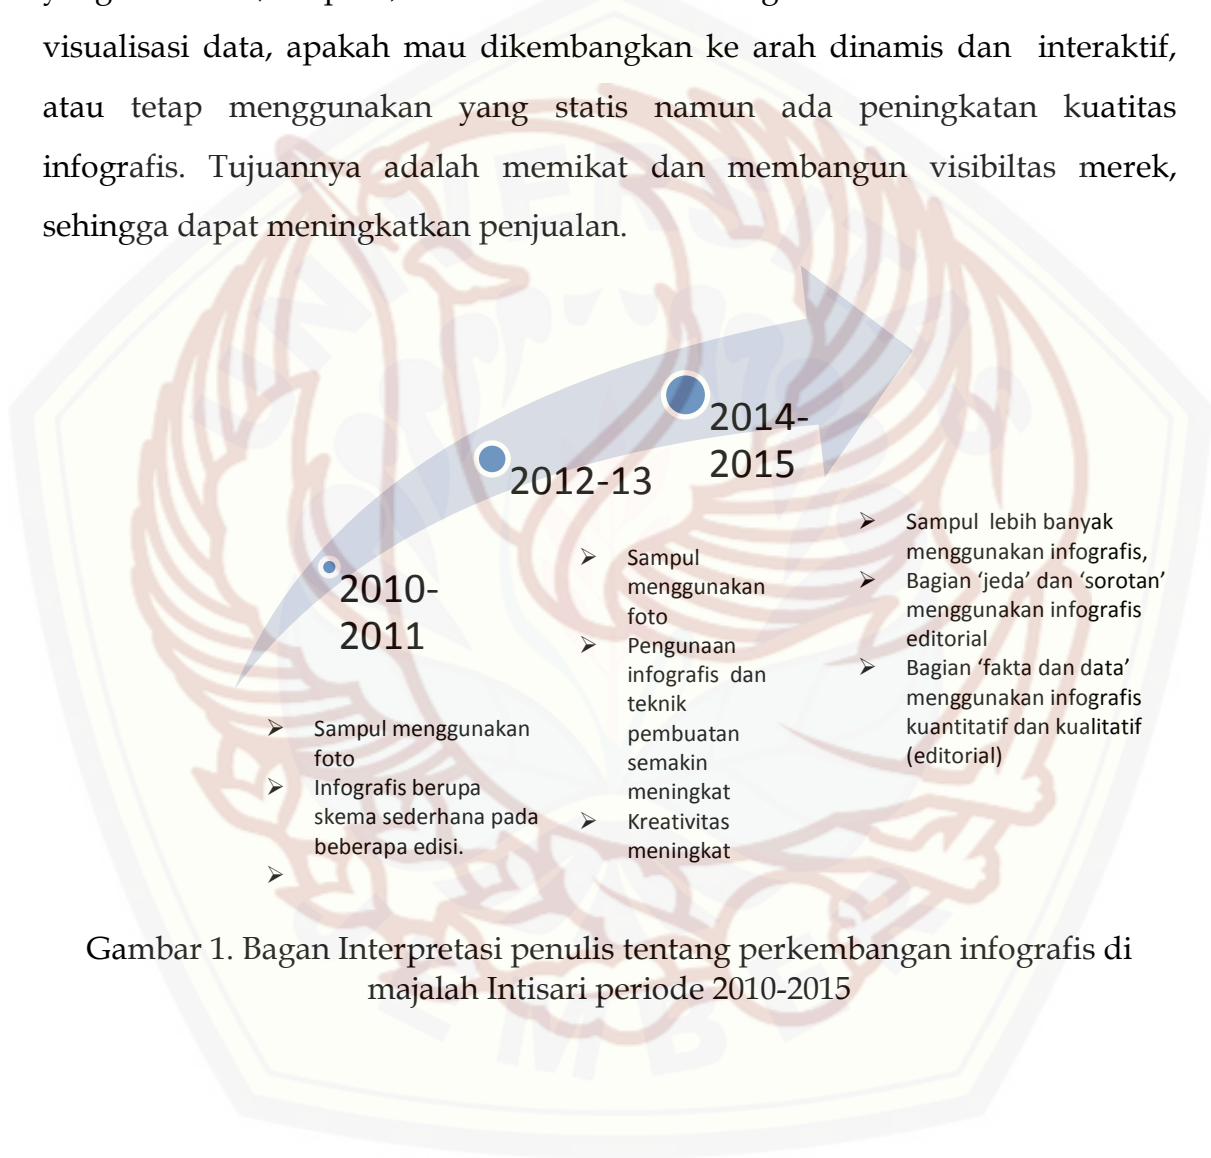 visualisasi data, apakah mau dikembangkan ke arah dinamis dan interaktif,
atau tetap menggunakan yang statis namun ada peningkatan kuatitas
infografis. Tujuannya adalah memikat dan membangun visibiltas merek,
sehingga dapat meningkatkan penjualan.
2010-
2011
➢ Sampul menggunakan
foto
➢ Infografis berupa
skema sederhana pada
beberapa edisi.
➢
2012-13
➢ Sampul
menggunakan
foto
➢ Pengunaan
infografis dan
teknik
pembuatan
semakin
meningkat
➢ Kreativitas
meningkat
2014-
2015
➢ Sampul lebih banyak
menggunakan infografis,
➢ Bagian ‘jeda’ dan ‘sorotan’
menggunakan infografis
editorial
➢ Bagian ‘fakta dan data’
menggunakan infografis
kuantitatif dan kualitatif
(editorial)
Gambar 1. Bagan Interpretasi penulis tentang perkembangan infografis di
majalah Intisari periode 2010-2015